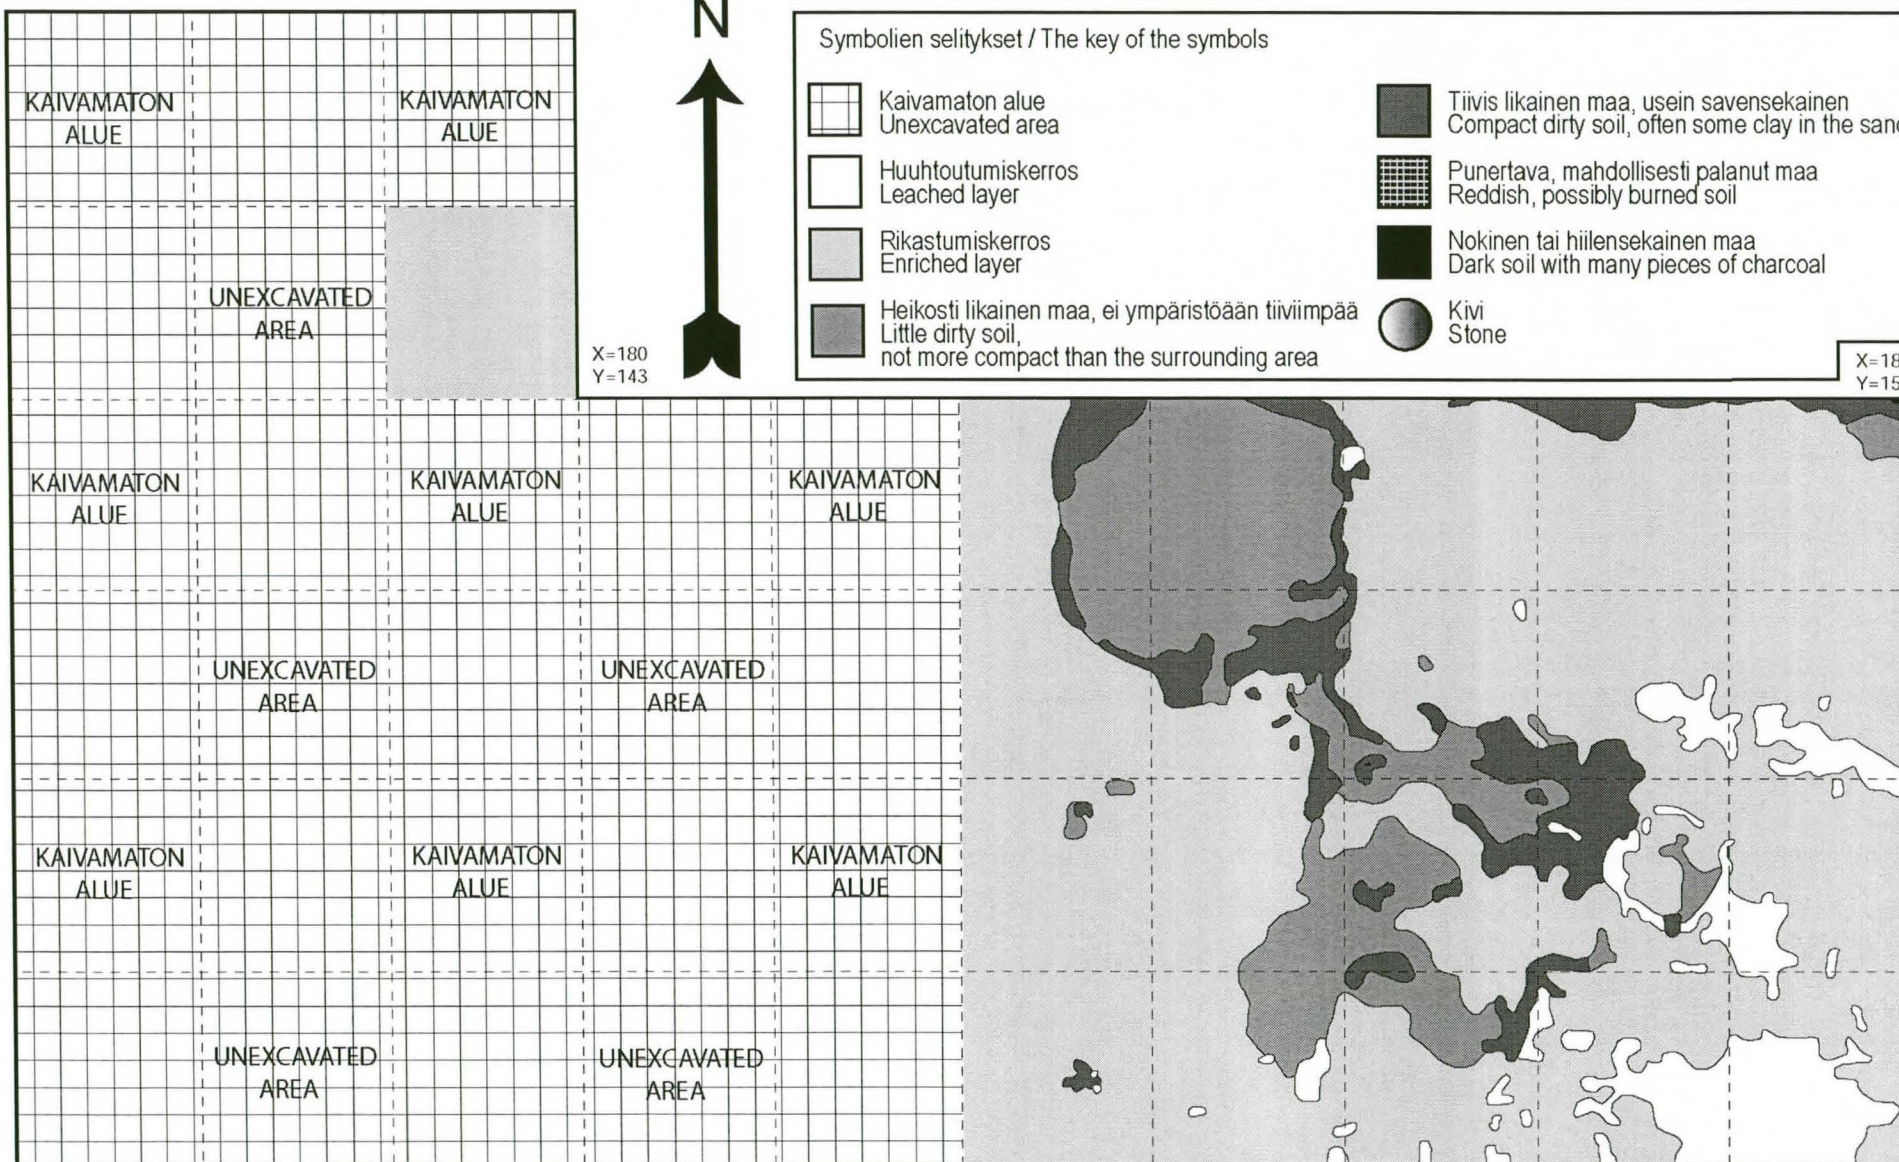 N
Symbolien selitykset / The key of the symbols
Kaivamaton alue
Unexcavated area
Huuhtoutumiskerros
Leached layer
Rikastumiskerros
Enriched layer
Heikosti likainen maa, ei ympäristöään tiiviimpää
Little dirty soil,
not more compact than the surrounding area
Tiivis likainen maa, usein savensekainen
Compact dirty soil, often some clay in the sand
Punertava, mahdollisesti palanut maa
Reddish, possibly burned soil
Nokinen tai hiilensekainen maa
Dark soil with many pieces of charcoal
Kivi
Stone
X=180
Y=143
X=18
Y=15
KAIVAMATON
ALUE
KAIVAMATON
ALUE
UNEXCAVATED
AREA
KAIVAMATON
ALUE
KAIVAMATON
ALUE
KAIVAMATON
ALUE
UNEXCAVATED
AREA
UNEXCAVATED
AREA
KAIVAMATON
ALUE
KAIVAMATON
ALUE
KAIVAMATON
ALUE
UNEXCAVATED
AREA
UNEXCAVATED
AREA